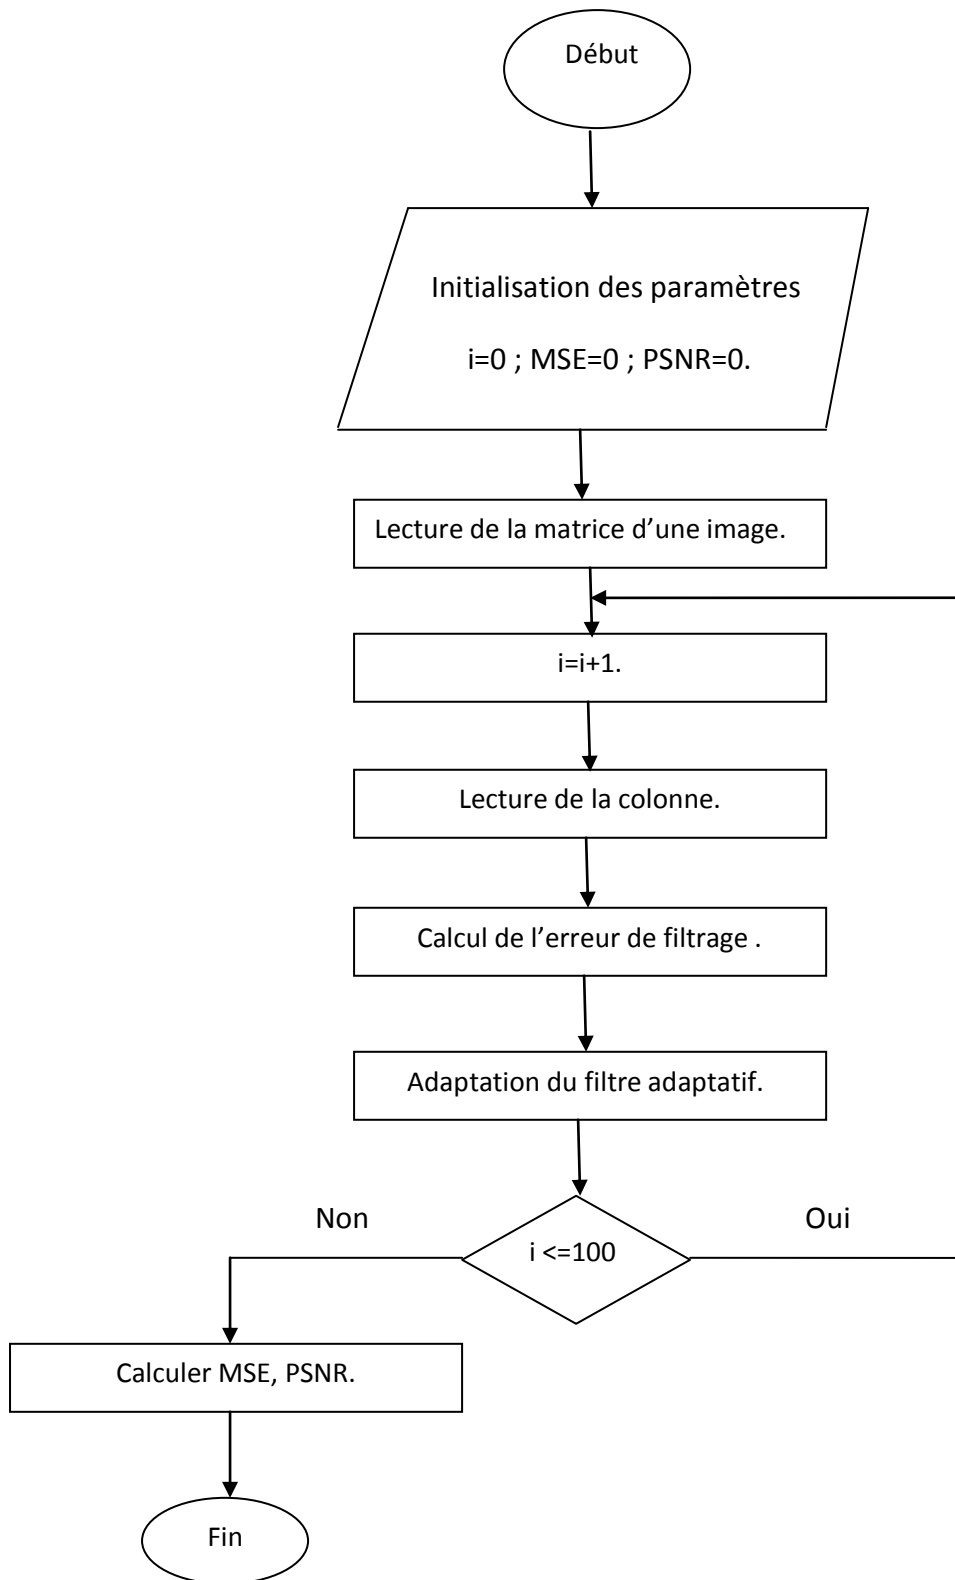 Début
Initialisation des paramètres
i=0 ; MSE=0 ; PSNR=0.
Lecture de la matrice d’une image.
i=i+1.
Lecture de la colonne.
Calcul de l’erreur de filtrage .
Adaptation du filtre adaptatif.
Non
Oui
i <=100
Calculer MSE, PSNR.
Fin